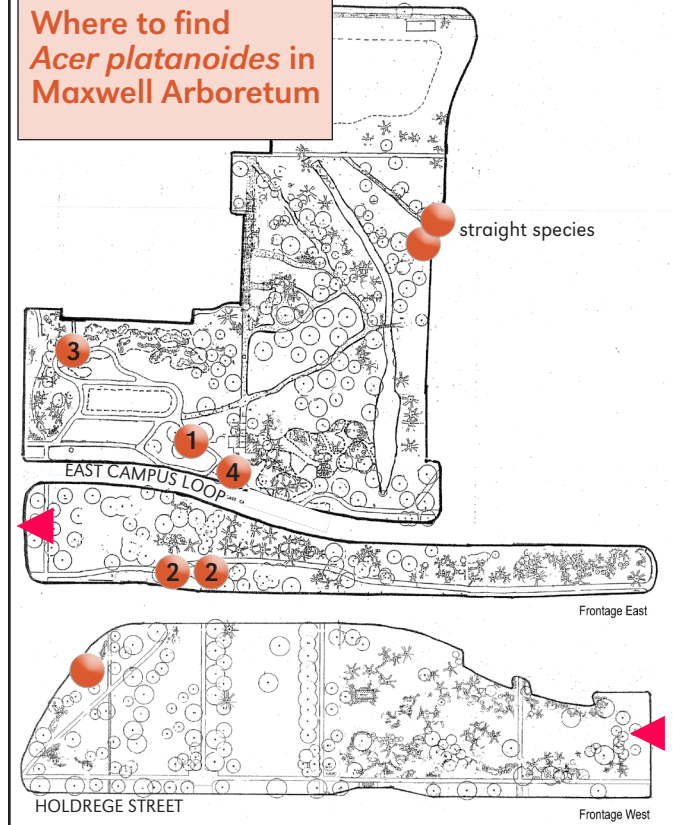 Where to find
Acer platanoides in
Maxwell Arboretum
straight species
3
1
4
EAST CAMPUS LOOP
2 2
Frontage East
HOLDREGE STREET
Frontage West